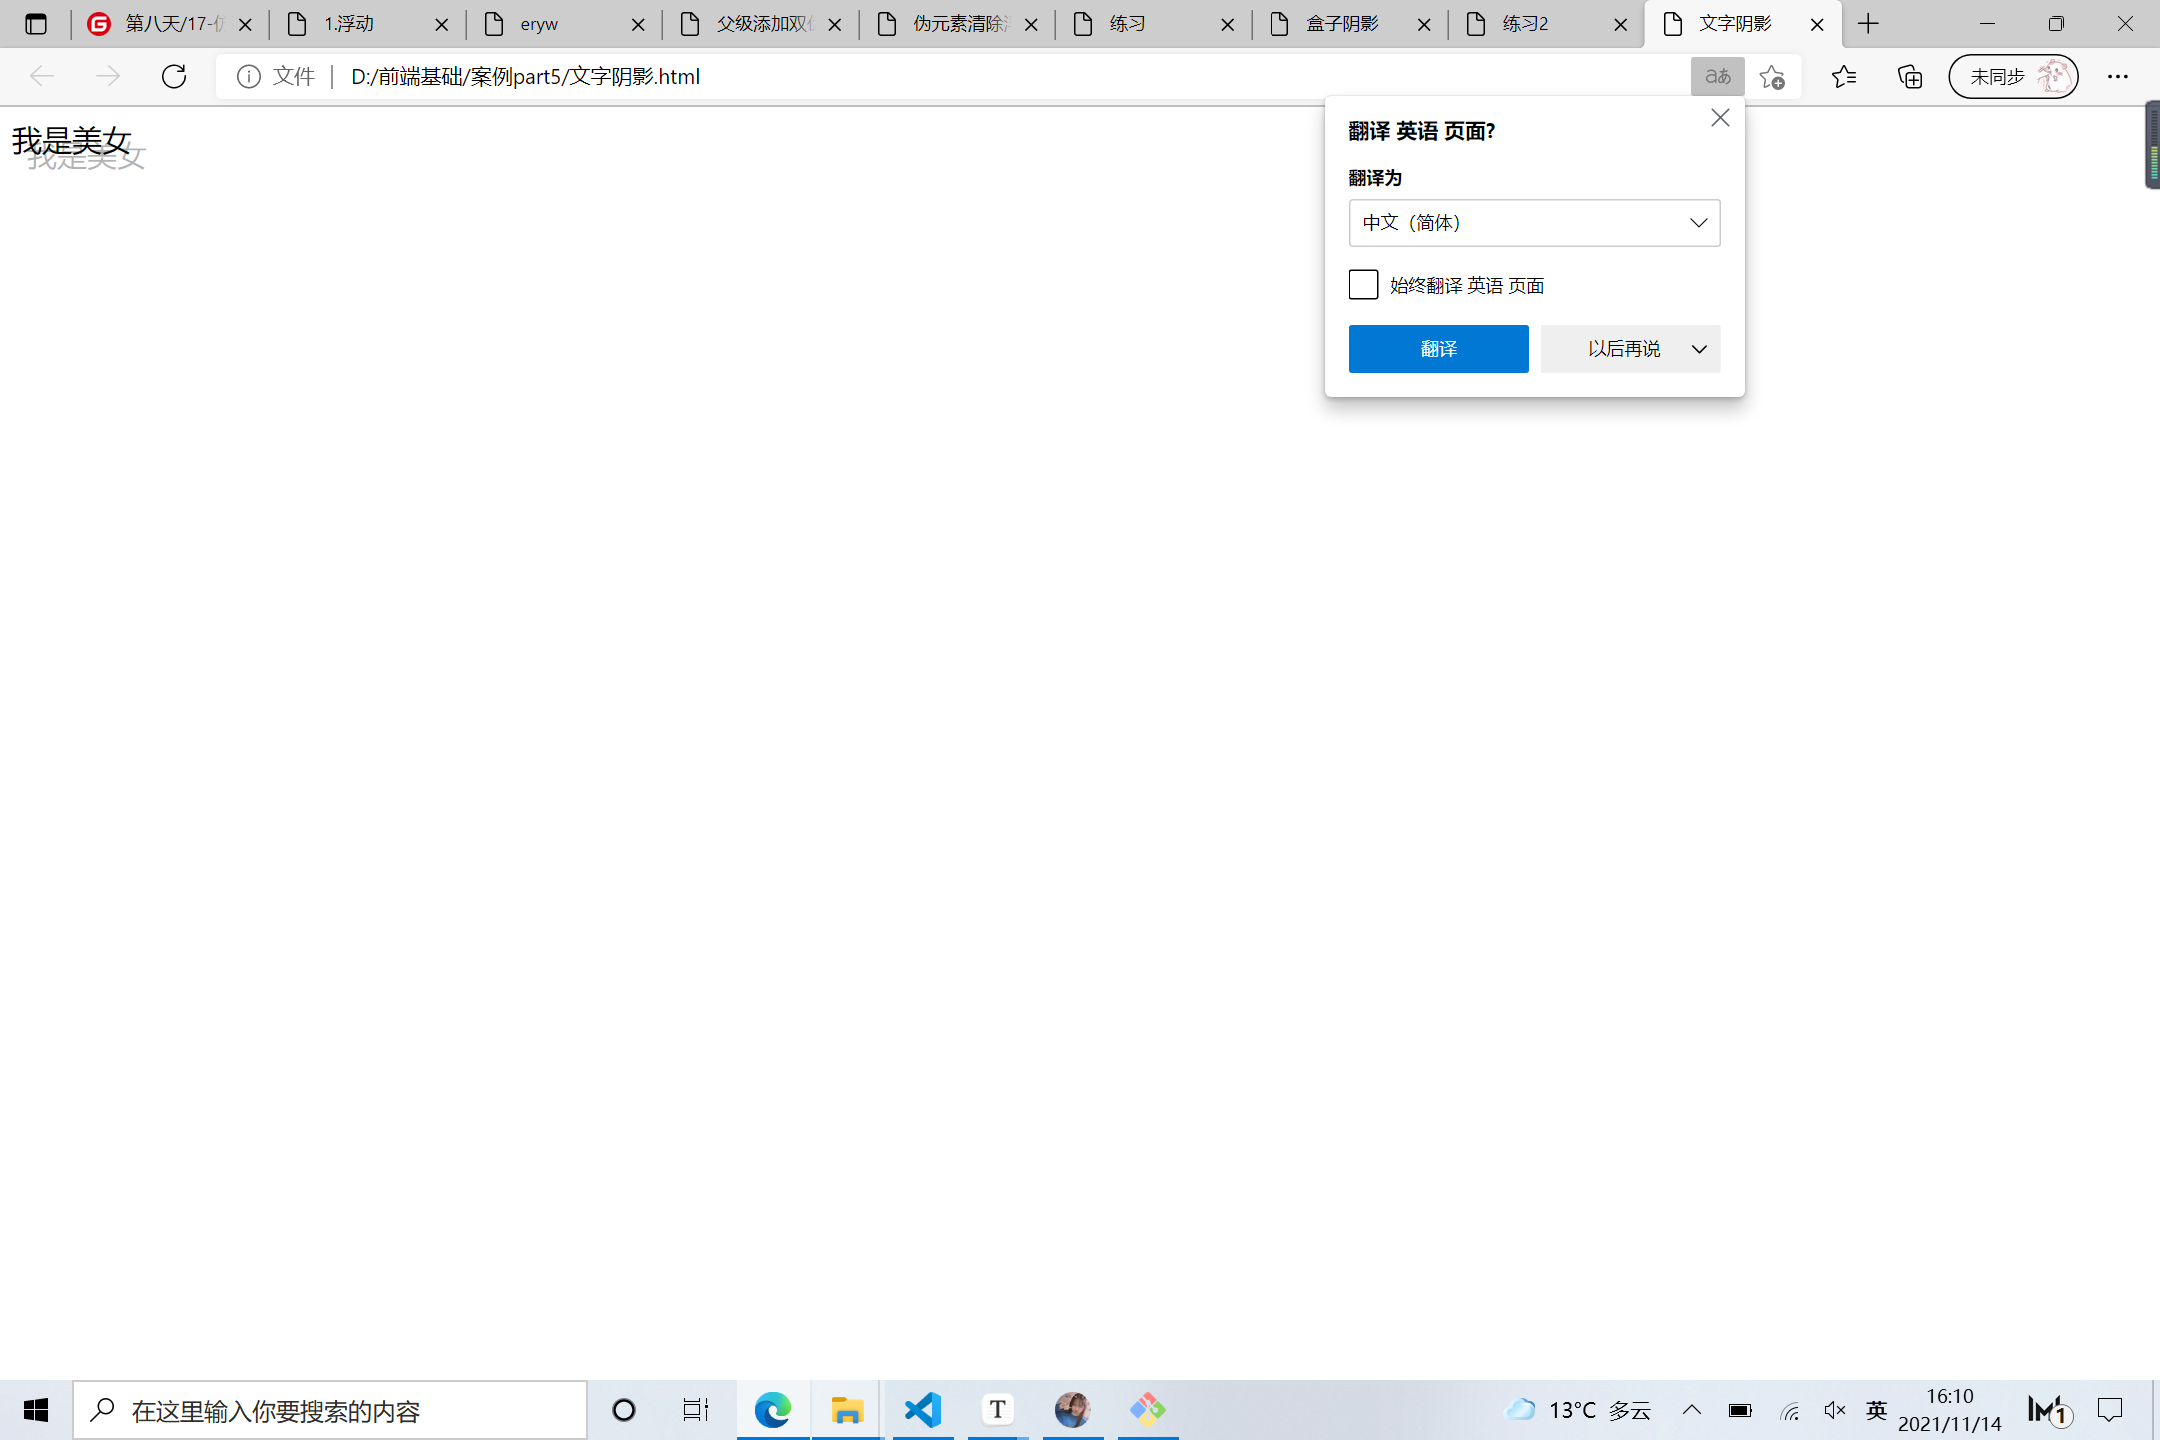 第八天/17-
1.浮动
eryw
父级添加双
伪元素清除
练习
盒子阴影
练习2
文字阴影
文件
D:/前端基础/案例part5/文字阴影.html
aあ
未同步
我是美女
我是美女
翻译 英语 页面?
翻译为
中文（简体）
始终翻译 英语 页面
翻译
以后再说
在这里输入你要搜索的内容
T
13°C 多云
英
16:10
2021/11/14
1